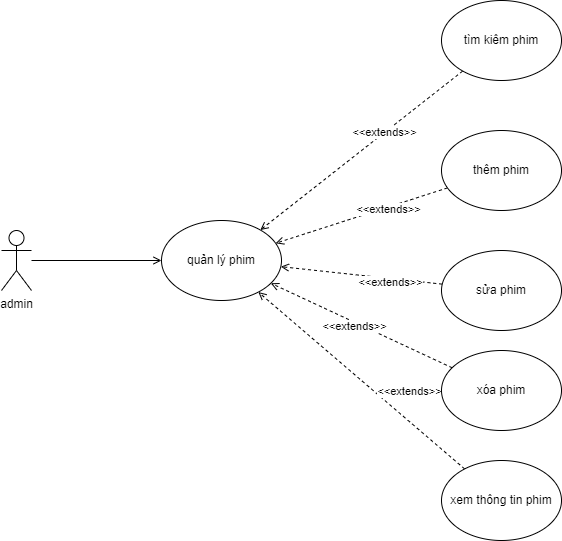 tìm kiêm phim
<<extends>>
thêm phim
<<extends>>
quản lý phim
admin
<<extends>>
sửa phim
<<extends>>
xóa phim
<<extends>>
xem thông tin phim